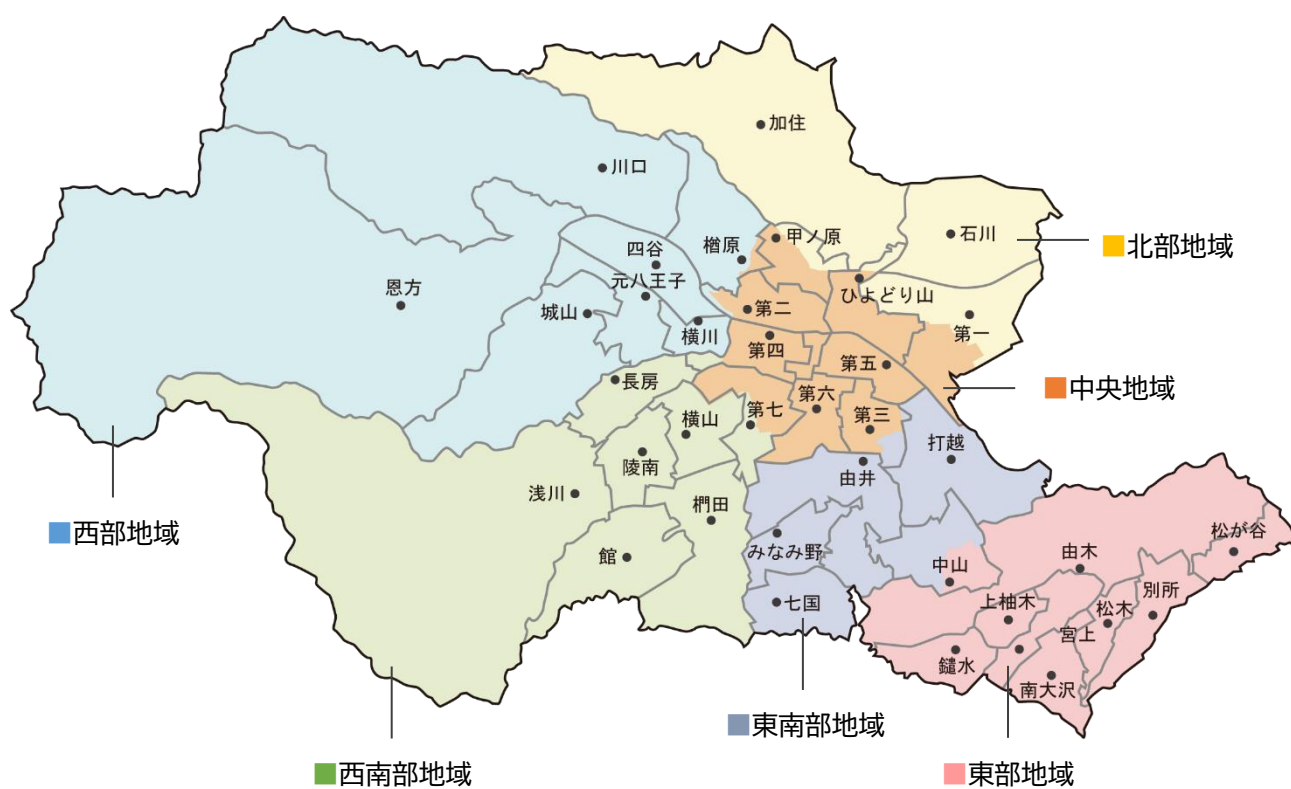 加住
川口
石川
甲ノ原
四谷
楢原
■北部地域
元八王子
ひよどり山
恩方
城山
第二
第一
横川
第四
第五
長房
■中央地域
第六
第七
第三
横山
打越
陵南
由井
浅川
椚田
■西部地域
松が谷
みなみ野
由木
館
中山
別所
七国
上柚木
松木
宮上
鑓水
南大沢
■東南部地域
■西南部地域
■東部地域